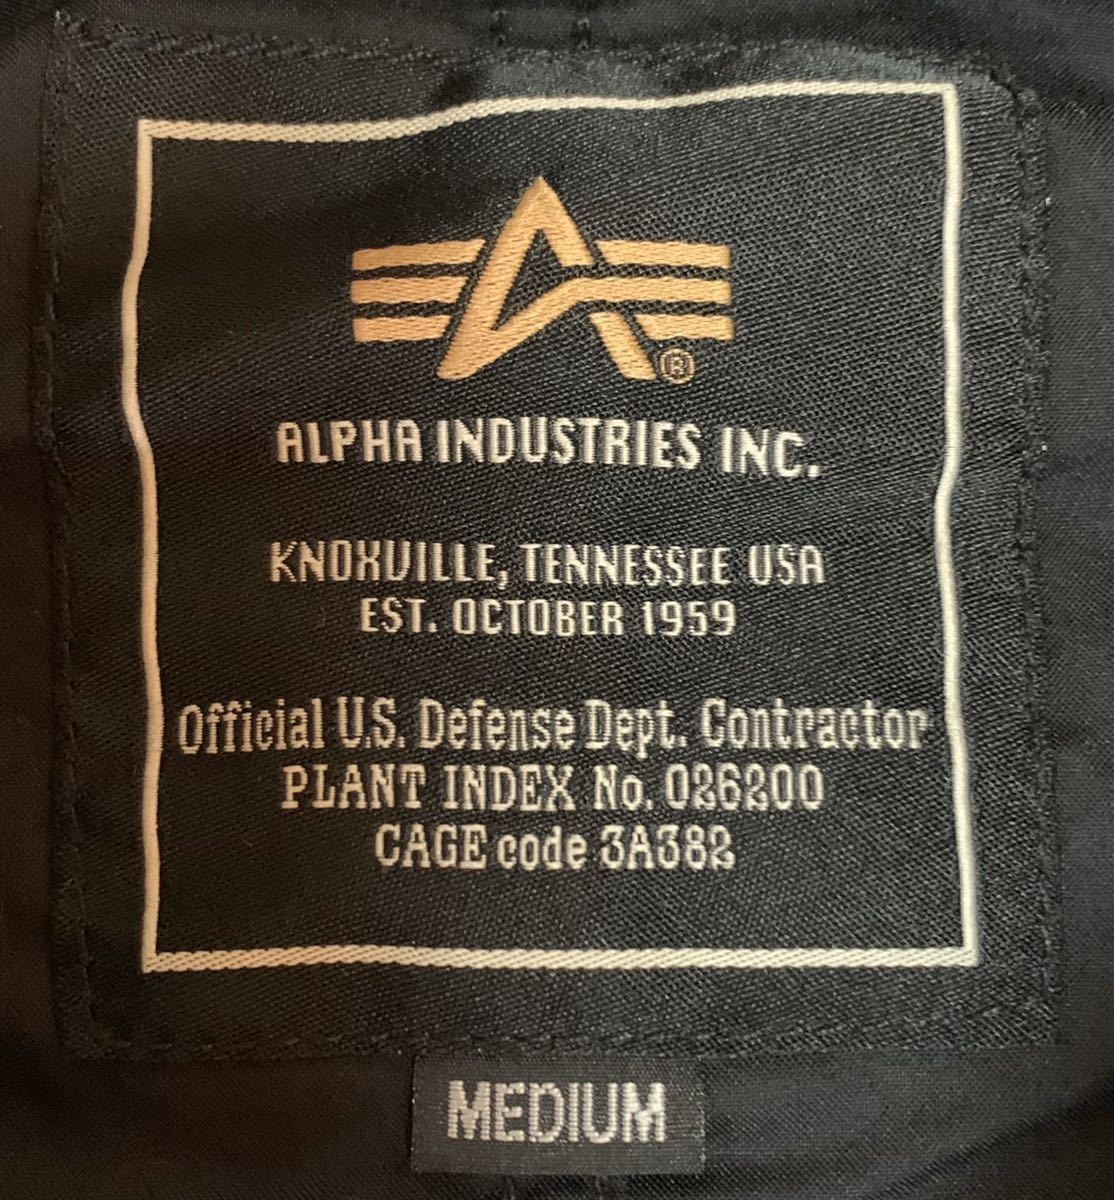 ®
ALPHA INDUSTRIES INC.
KNOXVILLE, TENNESSEE USA
EST. OCTOBER 1959
Official U.S. Defense Dept. Contractor
PLANT INDEX No. 026200
CAGE code 3A382
MEDIUM